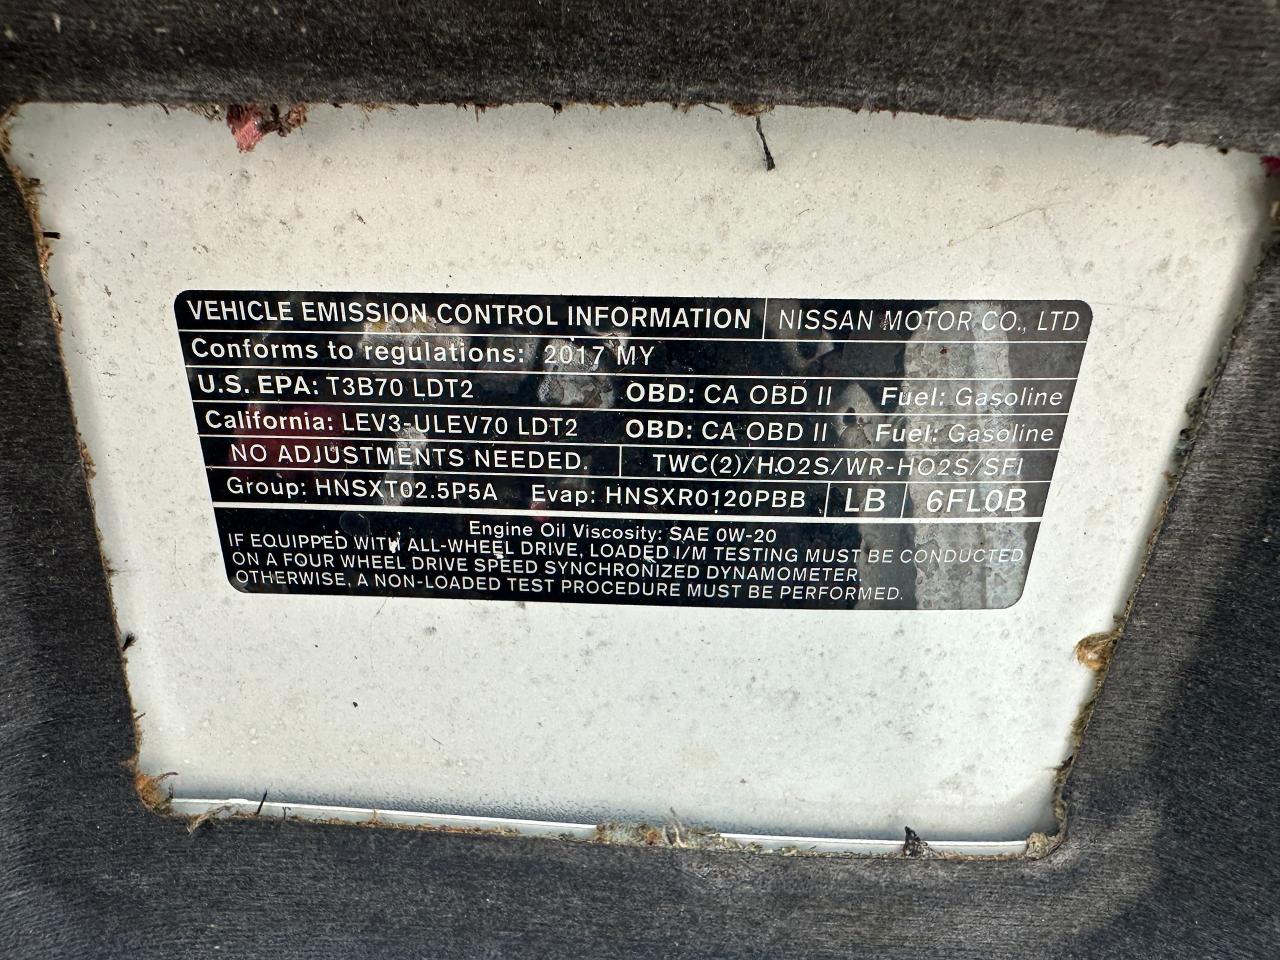 VEHICLE EMISSION CONTROL INFORMATION NISSAN MOTOR CO., LTD
Conforms to regulations: 2017 MY
U.S. EPA: T3B70 LDT2 OBD: CA OBD II Fuel: Gasoline
California: LEV3-ULEV70 LDT2 OBD: CA OBD II Fuel: Gasoline
NO ADJUSTMENTS NEEDED. TWC(2)/HO2S/WR-HO2S/SFI
Group: HNSXT02.5P5A Evap: HNSXR0120PBB LB 6FL0B
Engine Oil Viscosity: SAE 0W-20
IF EQUIPPED WITH ALL-WHEEL DRIVE, LOADED I/M TESTING MUST BE CONDUCTED
ON A FOUR WHEEL DRIVE SPEED SYNCHRONIZED DYNAMOMETER.
OTHERWISE, A NON-LOADED TEST PROCEDURE MUST BE PERFORMED.